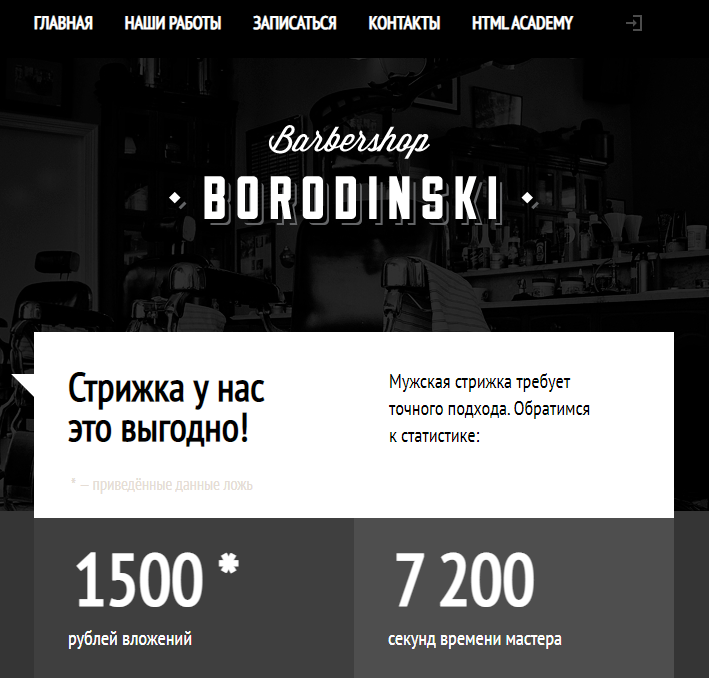 ГЛАВНАЯ НАШИ РАБОТЫ ЗАПИСАТЬСЯ КОНТАКТЫ HTML ACADEMY
Barbershop
BORODINSKI
Стрижка у нас
это выгодно!
* — приведённые данные ложь
Мужская стрижка требует
точного подхода. Обратимся
к статистике:
1500 *
рублей вложений
7 200
секунд времени мастера